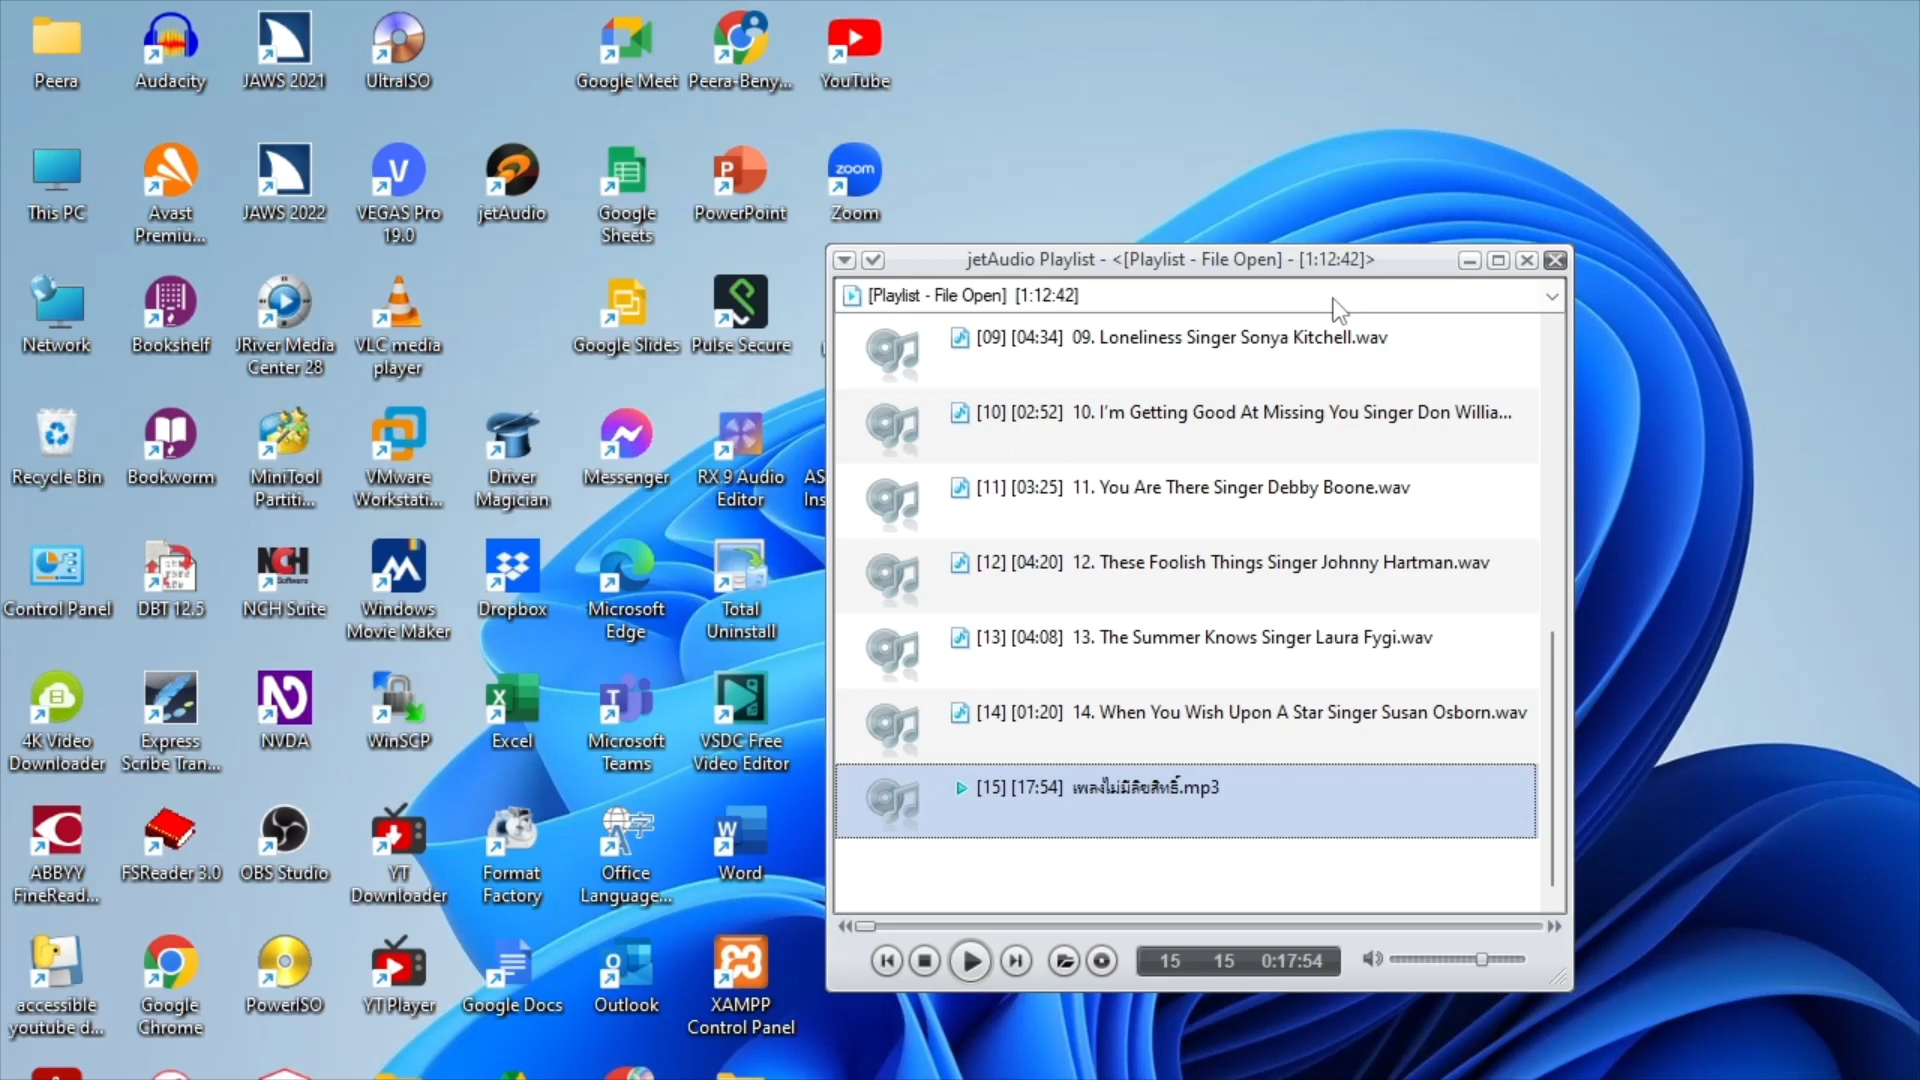 Peera
Audacity
JAWS 2021
UltraISO
Google Meet
Peera-Beny...
YouTube
This PC
Avast
Premiu...
JAWS 2022
VEGAS Pro
19.0
jetAudio
Google
Sheets
PowerPoint
zoom
Zoom
Network
Bookshelf
JRiver Media
Center 28
VLC media
player
Google Slides
Pulse Secure
Recycle Bin
Bookworm
MiniTool
Partiti...
VMware
Workstati...
Driver
Magician
Messenger
RX 9 Audio
Editor
AS
Ins
Control Panel
DBT 12.5
NCH
Software
NCH Suite
Windows
Movie Maker
Dropbox
Microsoft
Edge
Total
Uninstall
4K Video
Downloader
Express
Scribe Tran...
NVDA
WinSCP
Excel
Microsoft
Teams
VSDC Free
Video Editor
ABBYY
FineRead...
FSReader 3.0
OBS Studio
YT
Downloader
Format
Factory
Office
Language...
Word
accessible
youtube d...
Google
Chrome
PowerISO
YT Player
Google Docs
Outlook
XAMPP
Control Panel
jetAudio Playlist - <[Playlist - File Open] - [1:12:42]>
[Playlist - File Open] [1:12:42]
[09] [04:34] 09. Loneliness Singer Sonya Kitchell.wav
[10] [02:52] 10. I'm Getting Good At Missing You Singer Don Willia...
[11] [03:25] 11. You Are There Singer Debby Boone.wav
[12] [04:20] 12. These Foolish Things Singer Johnny Hartman.wav
[13] [04:08] 13. The Summer Knows Singer Laura Fygi.wav
[14] [01:20] 14. When You Wish Upon A Star Singer Susan Osborn.wav
[15] [17:54] เพลงไม่มีลิขสิทธิ์.mp3
15 15 0:17:54